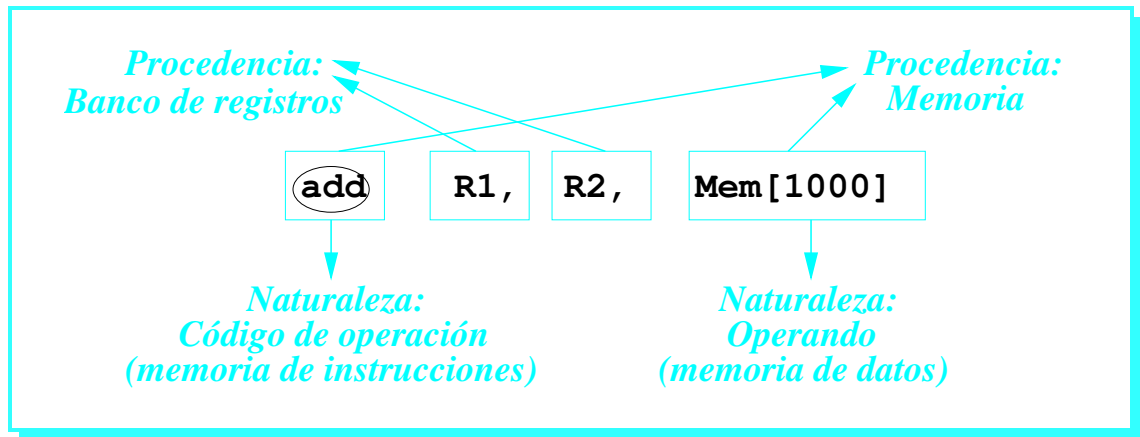 Procedencia:
Banco de registros
Procedencia:
Memoria
add R1, R2, Mem[1000]
Naturaleza:
Código de operación
(memoria de instrucciones)
Naturaleza:
Operando
(memoria de datos)